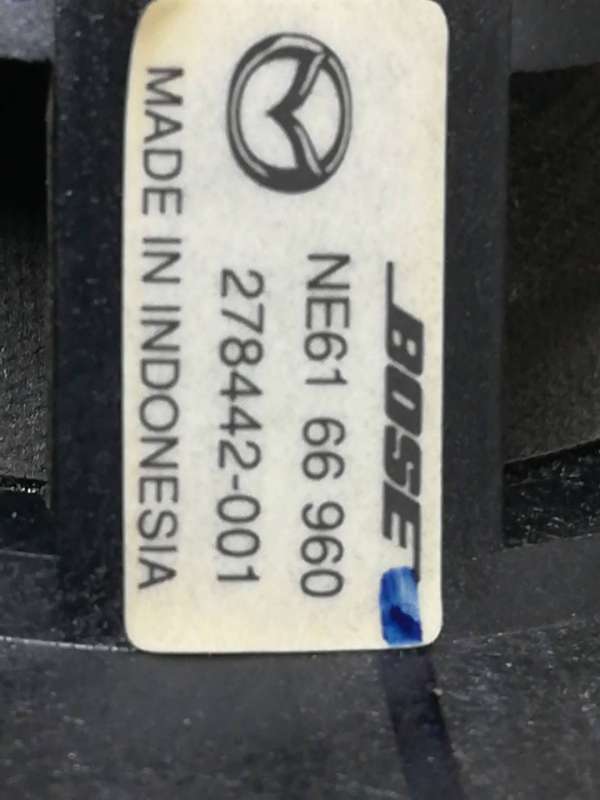 BOSE
NE61 66 960
278442-001
MADE IN INDONESIA